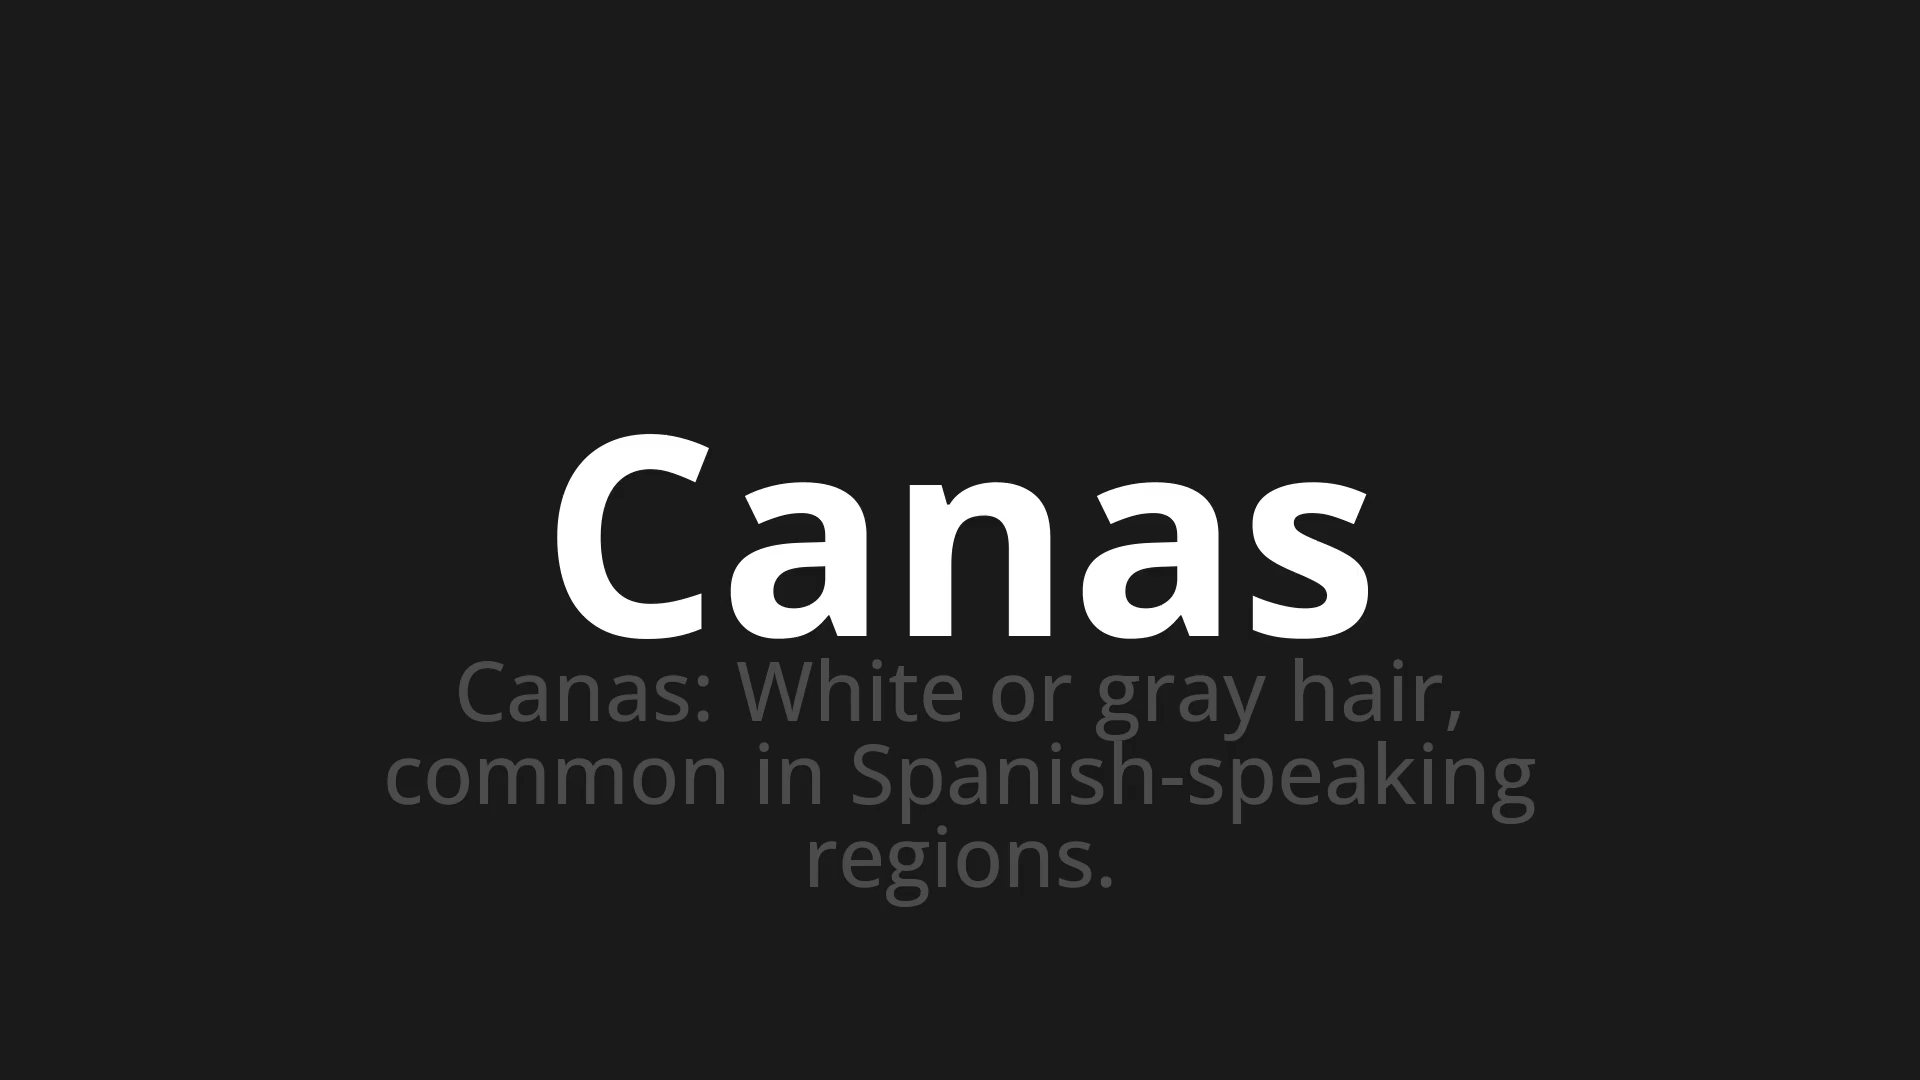 Canas
Canas: White or gray hair,
common in Spanish-speaking
regions.